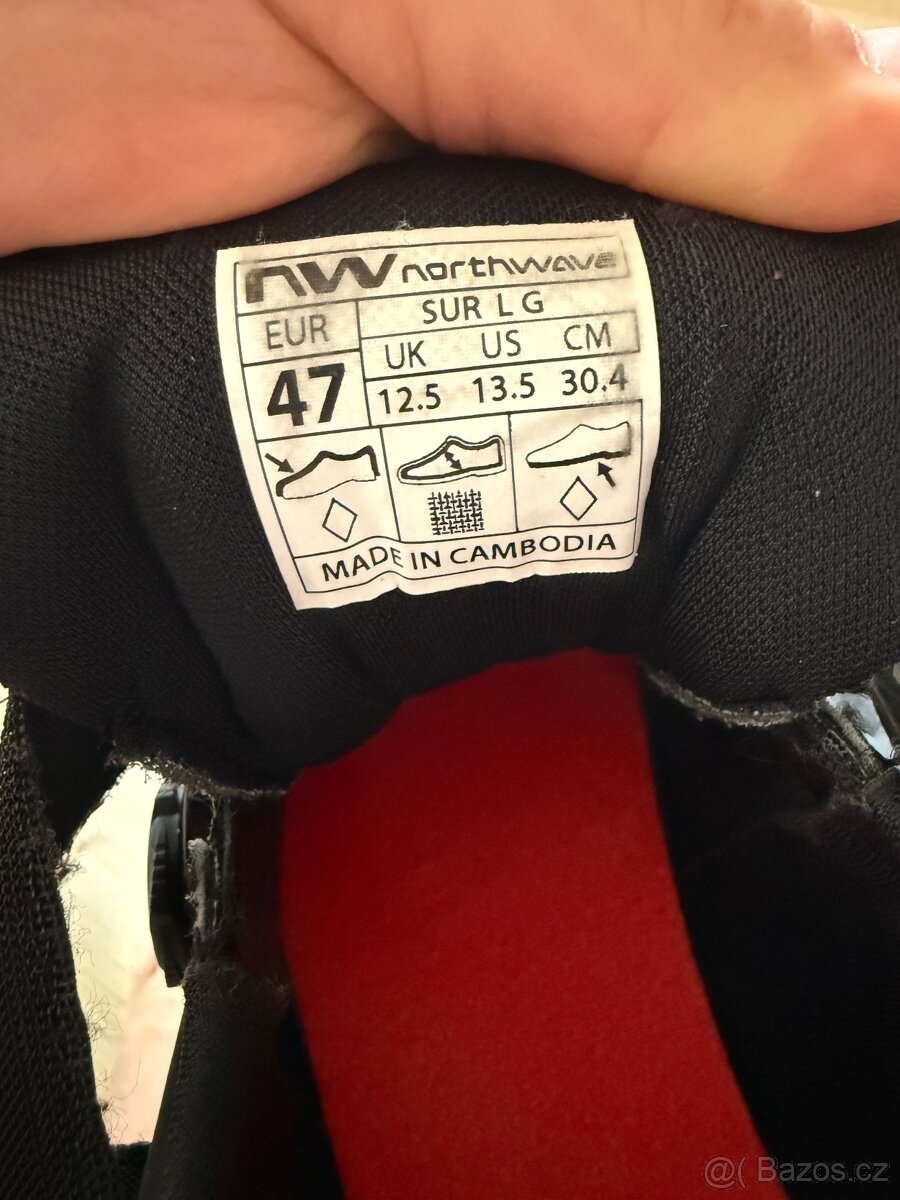 nw northwave
SUR L G
EUR
UK US CM
47
12.5 13.5 30.4
MADE IN CAMBODIA
@( Bazos.cz